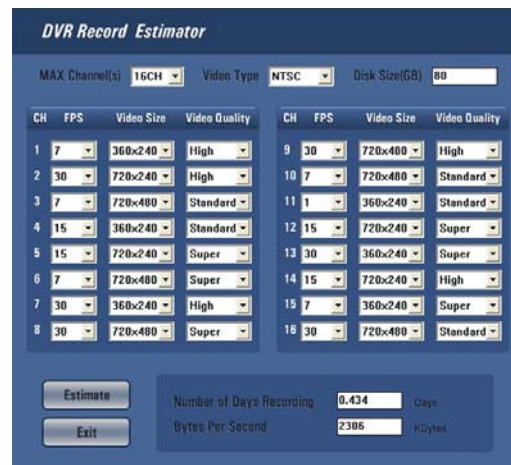 DVR Record Estimator
MAX Channel(s) 16CH Video Type NTSC Disk Size(GB) 80
CH FPS Video Size Video Quality CH FPS Video Size Video Quality
1 7 360x240 High 9 30 720x480 High
2 30 720x240 High 10 7 720x480 Standard
3 7 720x480 Standard 11 1 360x240 Standard
4 15 360x240 Standard 12 15 720x240 Super
5 15 720x240 Super 13 30 360x240 Super
6 7 720x480 Super 14 15 720x240 High
7 30 360x240 High 15 7 360x240 Super
8 30 720x480 Super 16 30 720x480 Standard
Estimate Number of Days Recording 0.434 Days
Exit Bytes Per Second 2306 KDytes